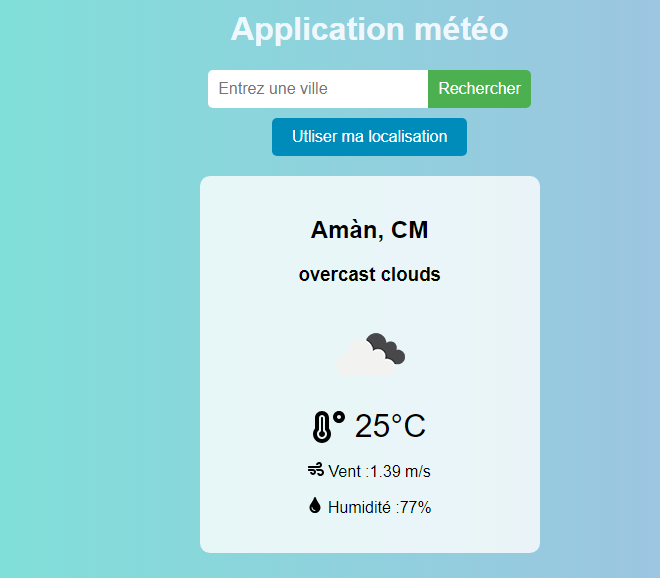 Application météo
Entrez une ville
Rechercher
Utliser ma localisation
Amàn, CM
overcast clouds
25°C
Vent :1.39 m/s
Humidité :77%